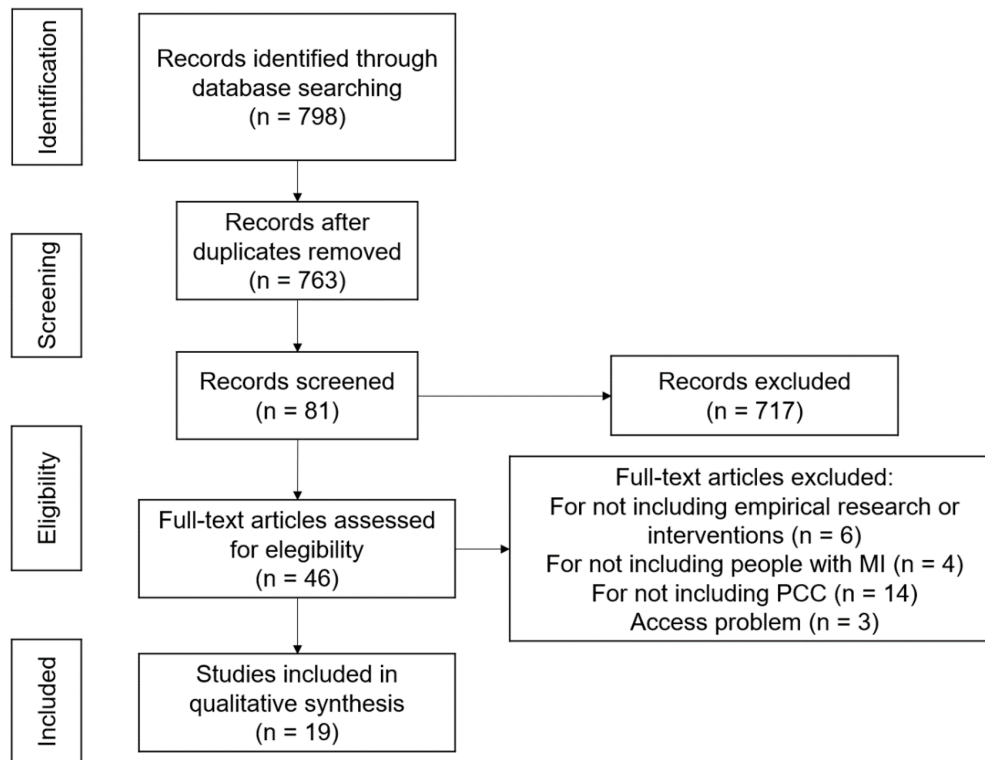 Identification
Records identified through
database searching
(n = 798)
Screening
Records after
duplicates removed
(n = 763)
Records screened
(n = 81)
Records excluded
(n = 717)
Eligibility
Full-text articles assessed
for elegibility
(n = 46)
Full-text articles excluded:
For not including empirical research or
interventions (n = 6)
For not including people with MI (n = 4)
For not including PCC (n = 14)
Access problem (n = 3)
Included
Studies included in
qualitative synthesis
(n = 19)